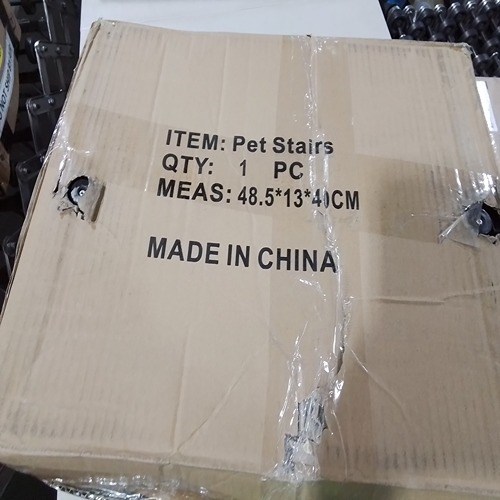 ITEM: Pet Stairs
QTY: 1 PC
MEAS: 48.5*13*40CM
MADE IN CHINA